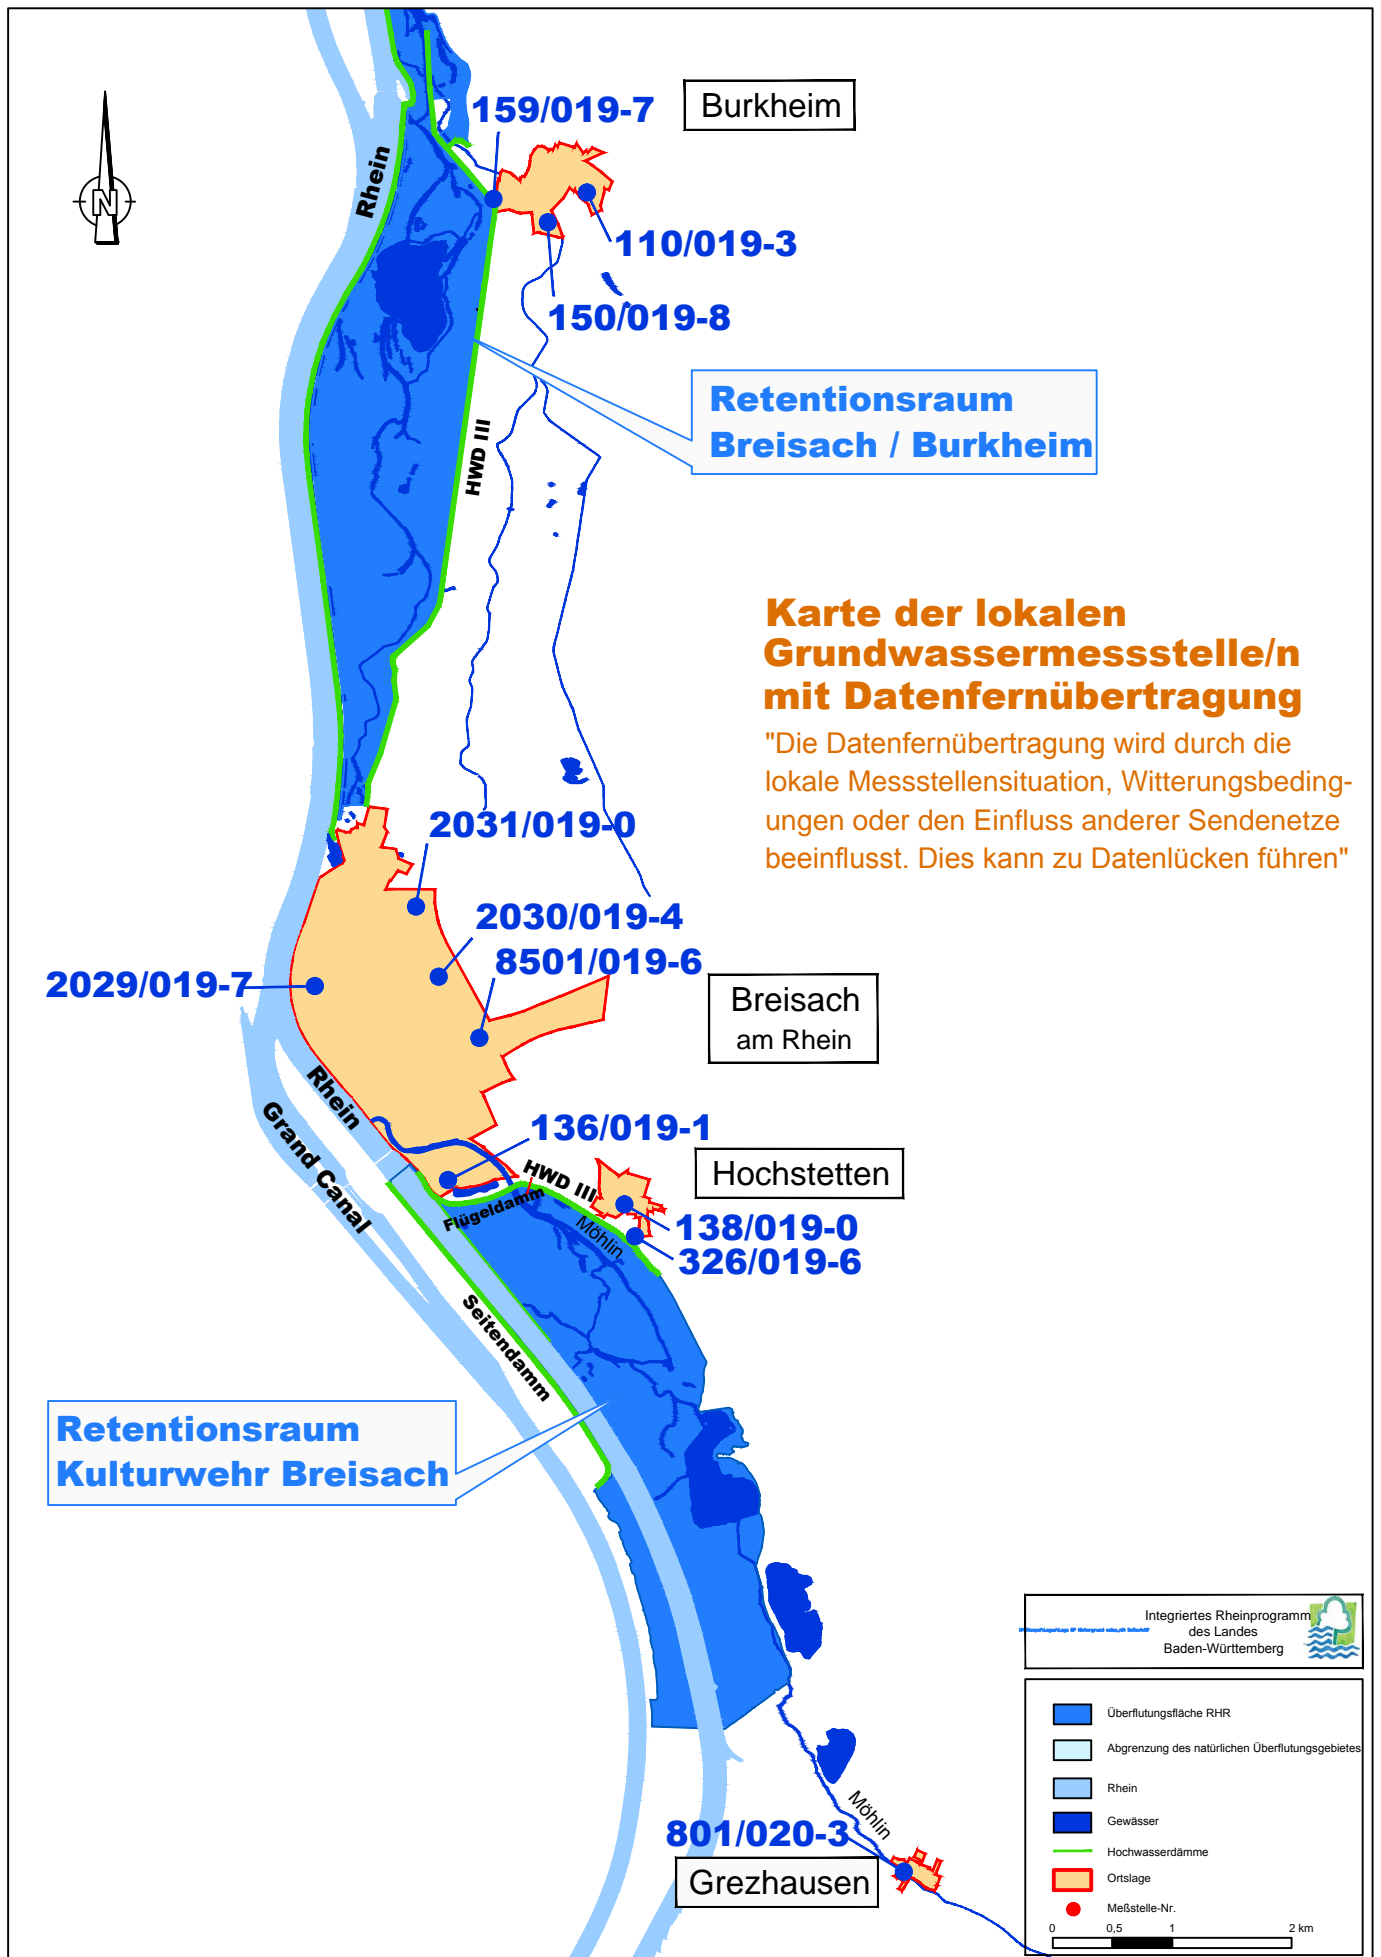 159/019-7
Burkheim
Rhein
N
110/019-3
150/019-8
Retentionsraum
Breisach / Burkheim
HWD III
Karte der lokalen
Grundwassermessstelle/n
mit Datenfernübertragung
"Die Datenfernübertragung wird durch die
lokale Messstellensituation, Witterungsbeding-
ungen oder den Einfluss anderer Sendenetze
beeinflusst. Dies kann zu Datenlücken führen"
2031/019-0
2030/019-4
8501/019-6
2029/019-7
Breisach
am Rhein
Rhein
Grand Canal
136/019-1
Hochstetten
HWD III
Flügeldamm
Möhlin
138/019-0
326/019-6
Seitendamm
Retentionsraum
Kulturwehr Breisach
Integriertes Rheinprogramm
des Landes
Baden-Württemberg
Überflutungsfläche RHR
Abgrenzung des natürlichen Überflutungsgebietes
Rhein
Gewässer
Hochwasserdämme
Ortslage
Meßstelle-Nr.
0 0,5 1 2 km
Möhlin
801/020-3
Grezhausen